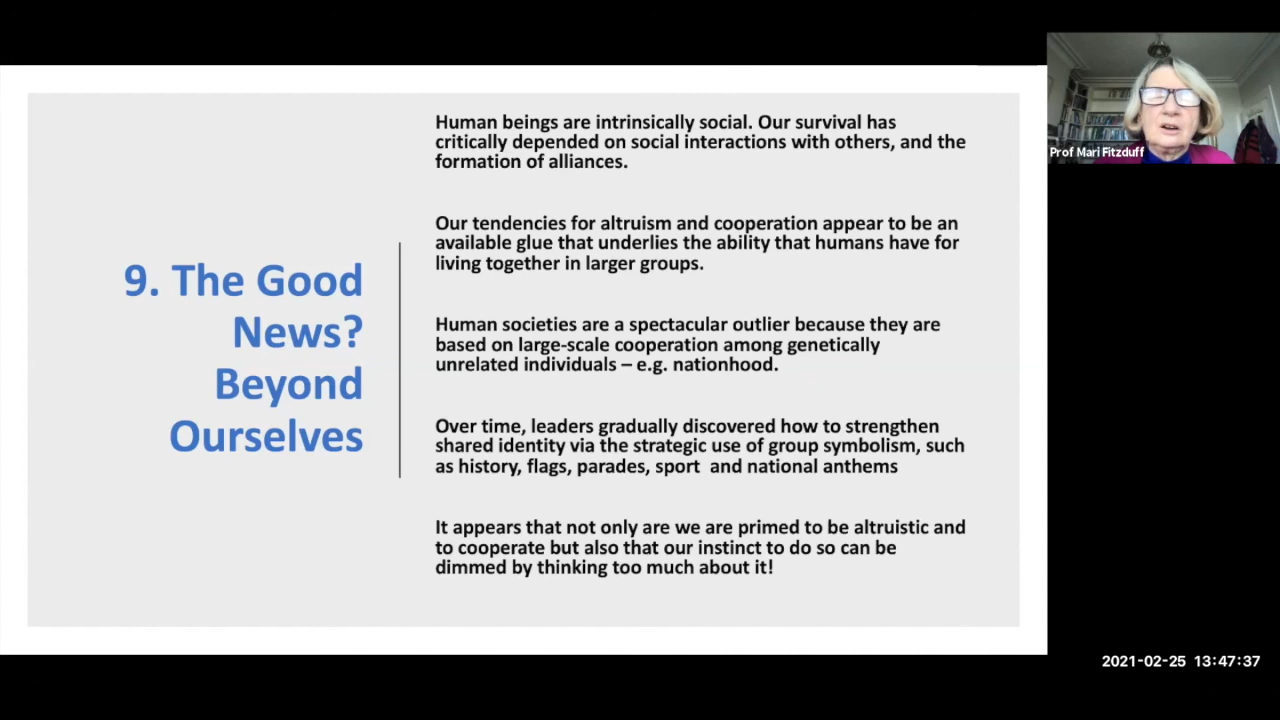 9. The Good
News?
Beyond
Ourselves
Human beings are intrinsically social. Our survival has
critically depended on social interactions with others, and the
formation of alliances.
Our tendencies for altruism and cooperation appear to be an
available glue that underlies the ability that humans have for
living together in larger groups.
Human societies are a spectacular outlier because they are
based on large-scale cooperation among genetically
unrelated individuals – e.g. nationhood.
Over time, leaders gradually discovered how to strengthen
shared identity via the strategic use of group symbolism, such
as history, flags, parades, sport  and national anthems
It appears that not only are we are primed to be altruistic and
to cooperate but also that our instinct to do so can be
dimmed by thinking too much about it!
Prof Mari Fitzduff
2021-02-25 13:47:37